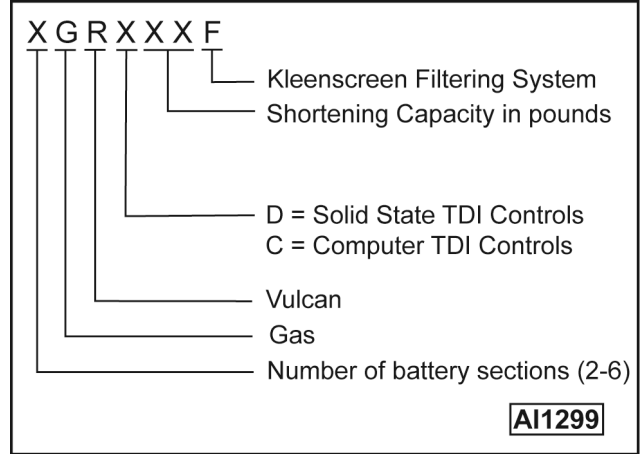 X G R X X X F
Kleenscreen Filtering System
Shortening Capacity in pounds
D = Solid State TDI Controls
C = Computer TDI Controls
Vulcan
Gas
Number of battery sections (2-6)
AI1299